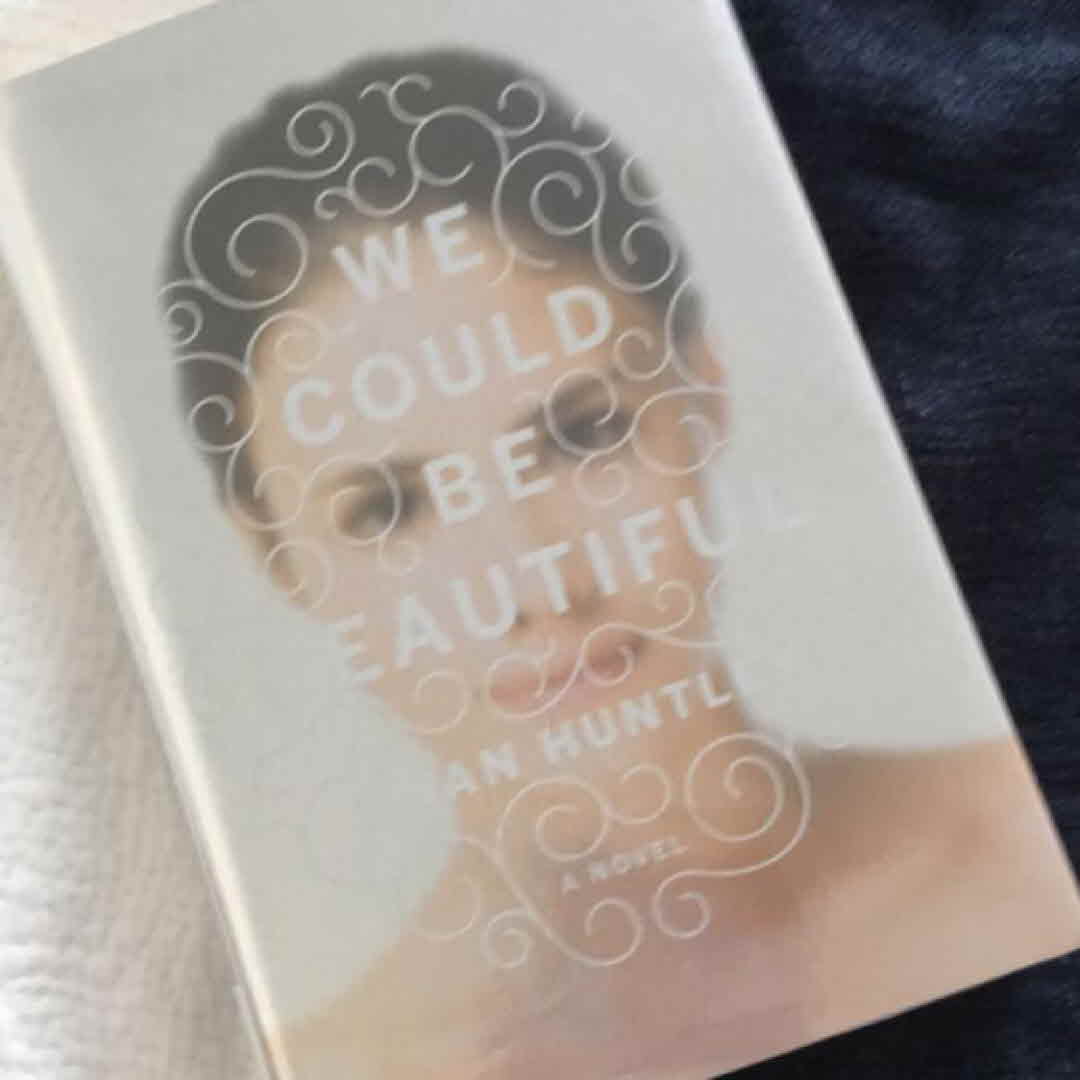 WE
COULD
BE
EAUTIFUL
AN HUNTL
A NOVEL